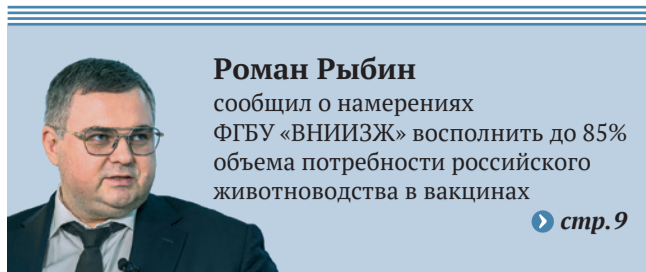 Роман Рыбин
сообщил о намерениях
ФГБУ «ВНИИЗЖ» восполнить до 85%
объема потребности российского
животноводства в вакцинах
стр. 9